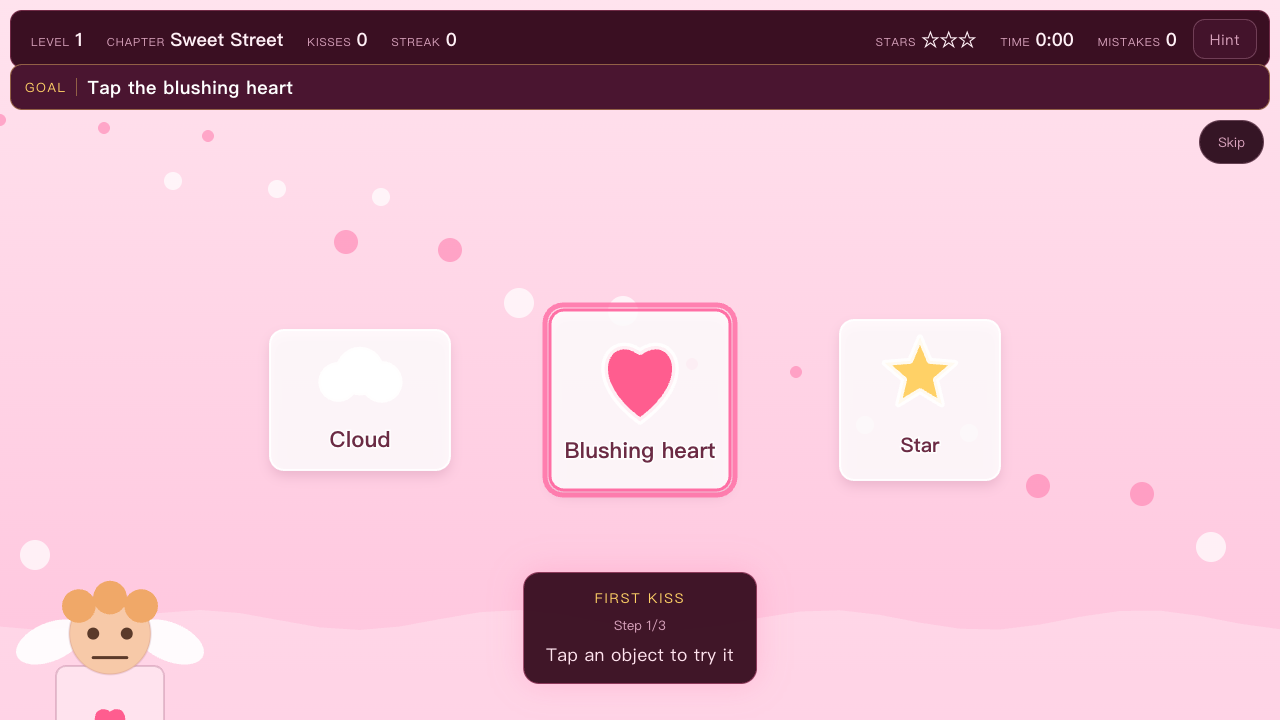 LEVEL 1 CHAPTER Sweet Street KISSES 0 STREAK 0 STARS ☆☆☆ TIME 0:00 MISTAKES 0 Hint
GOAL Tap the blushing heart
Skip
Cloud
Blushing heart
Star
FIRST KISS
Step 1/3
Tap an object to try it